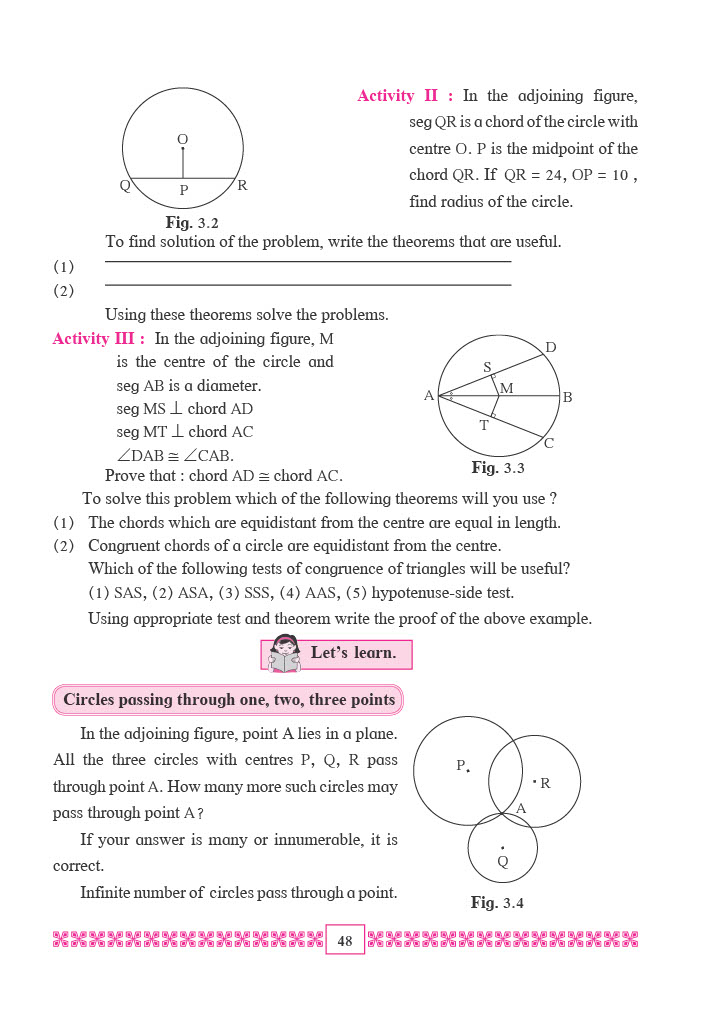 O
Q
P
R
Fig. 3.2
Activity II : In the adjoining figure,
seg QR is a chord of the circle with
centre O. P is the midpoint of the
chord QR. If QR = 24, OP = 10 ,
find radius of the circle.
To find solution of the problem, write the theorems that are useful.
(1)
(2)
Using these theorems solve the problems.
Activity III : In the adjoining figure, M
is the centre of the circle and
seg AB is a diameter.
seg MS ⊥ chord AD
seg MT ⊥ chord AC
∠DAB ≅ ∠CAB.
Prove that : chord AD ≅ chord AC.
D
S
M
A
B
T
C
Fig. 3.3
To solve this problem which of the following theorems will you use ?
(1) The chords which are equidistant from the centre are equal in length.
(2) Congruent chords of a circle are equidistant from the centre.
Which of the following tests of congruence of triangles will be useful?
(1) SAS, (2) ASA, (3) SSS, (4) AAS, (5) hypotenuse-side test.
Using appropriate test and theorem write the proof of the above example.
Let's learn.
Circles passing through one, two, three points
In the adjoining figure, point A lies in a plane.
All the three circles with centres P, Q, R pass
through point A. How many more such circles may
pass through point A?
If your answer is many or innumerable, it is
correct.
Infinite number of circles pass through a point.
P
R
A
Q
Fig. 3.4
48